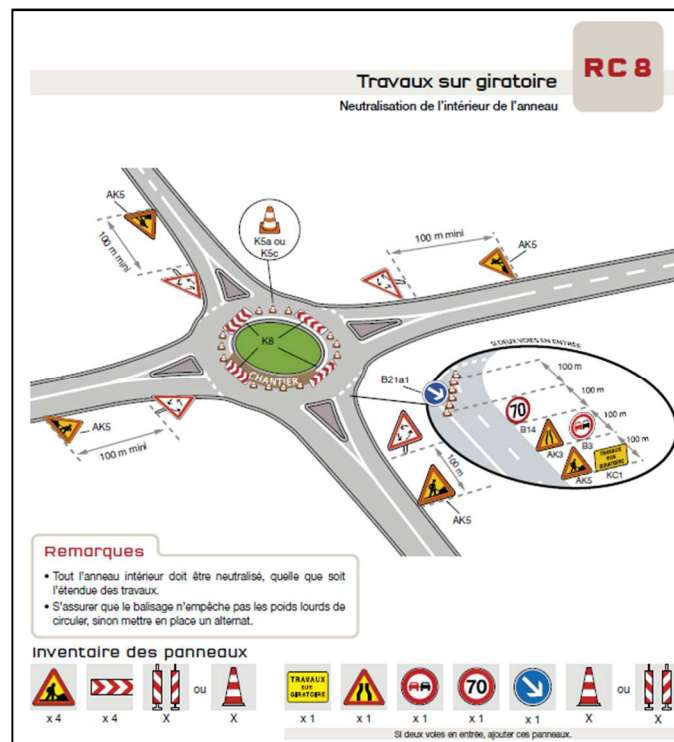 RC 8
Travaux sur giratoire
Neutralisation de l'intérieur de l'anneau
AK5
100 m mini
K5a ou
K5c
100 m mini
AK5
K8
CHANTIER
AK5
100 m mini
B21a1
SI DEUX VOIES EN ENTRÉE
100 m
100 m
100 m
100 m
70
B14
AK3
B3
AK5
TRAVAUX
SUR
GIRATOIRE
KC1
100 m
AK5
Remarques
• Tout l'anneau intérieur doit être neutralisé, quelle que soit
l'étendue des travaux.
• S'assurer que le balisage n'empêche pas les poids lourds de
circuler, sinon mettre en place un alternat.
Inventaire des panneaux
ou
TRAVAUX
SUR
GIRATOIRE
70
ou
x 4 x 4 X X x 1 x 1 x 1 x 1 x 1 X X
Si deux voies en entrée, ajouter ces panneaux.